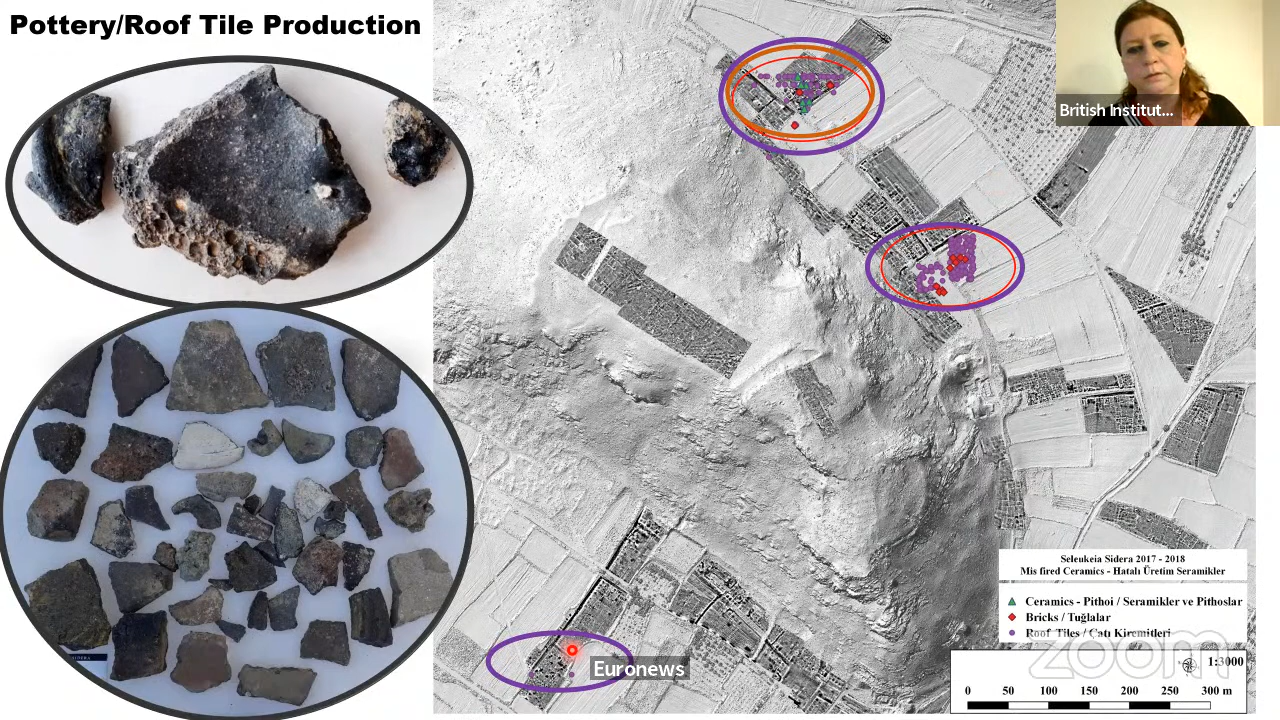 Pottery/Roof Tile Production
British Institut...
Seleukeia Sidera 2017 - 2018
Mis fired Ceramics - Hatalı Üretim Seramikler
Ceramics - Pithoi / Seramikler ve Pithoslar
Bricks / Tuğlalar
Roof Tiles / Çatı Kiremitleri
zoom
1:3000
0 50 100 150 200 250 300 m
Euronews